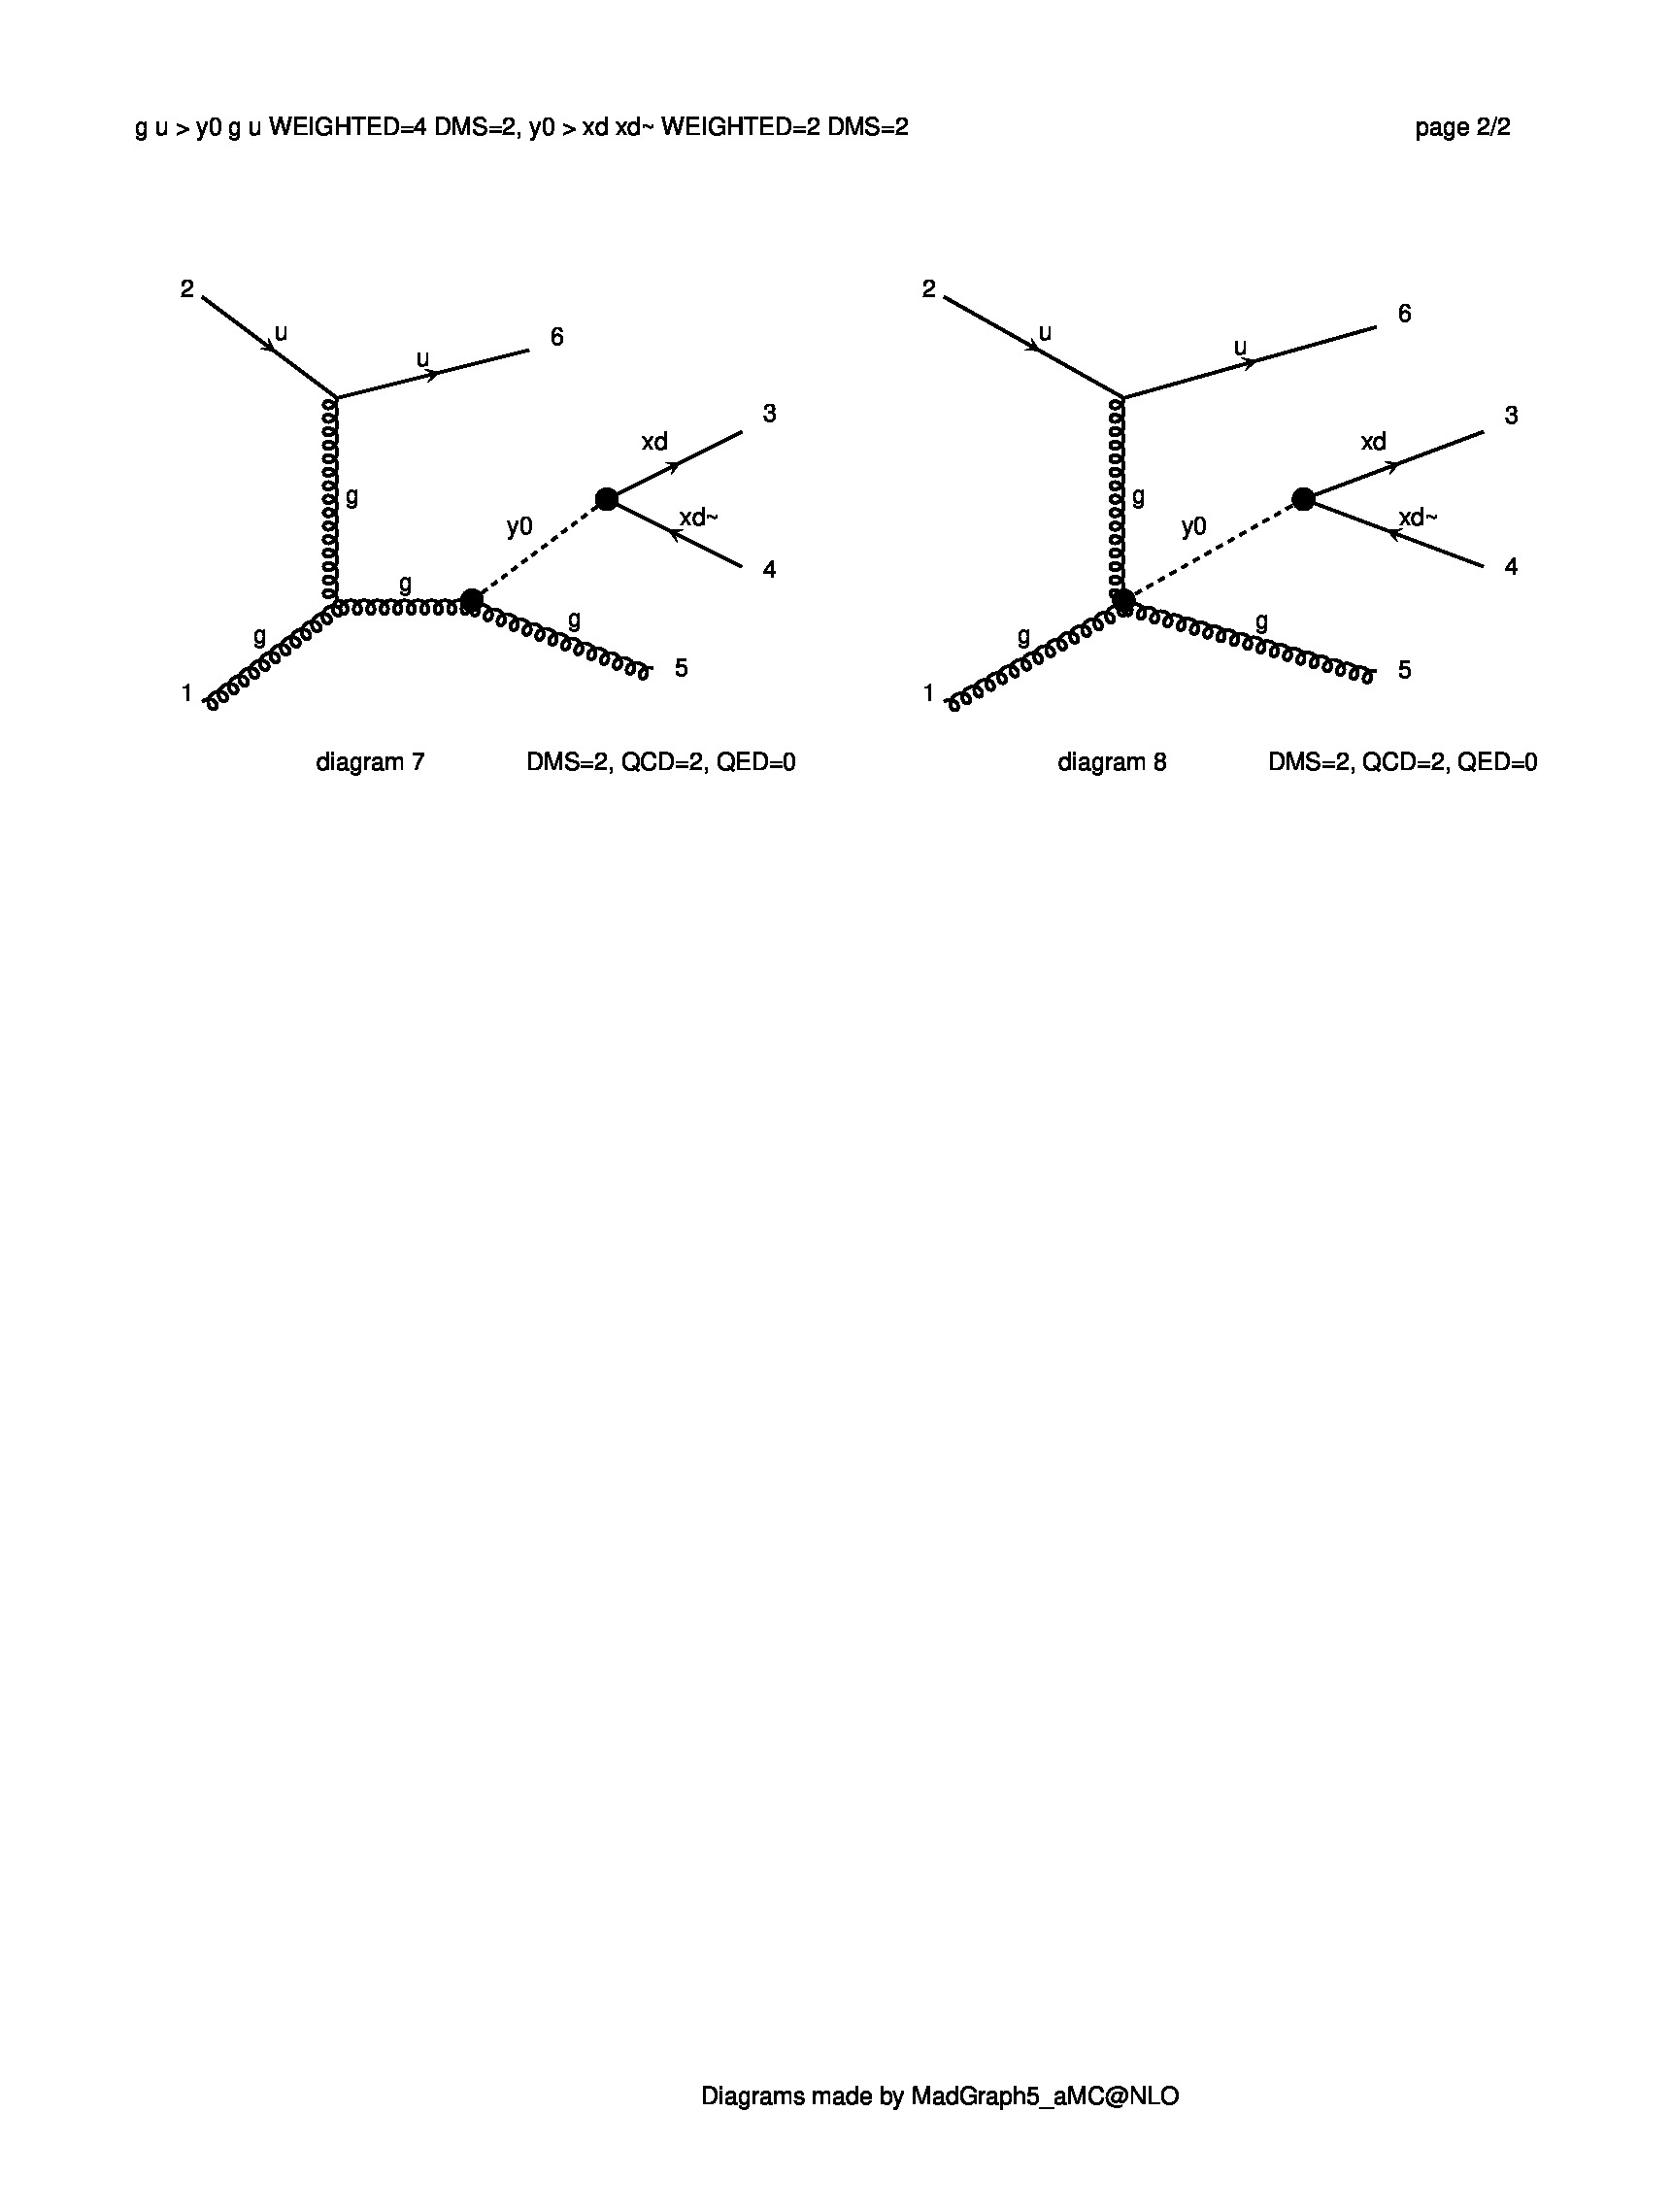 g u > y0 g u WEIGHTED=4 DMS=2, y0 > xd xd~ WEIGHTED=2 DMS=2 page 2/2
2
u
u
6
g
xd
3
xd~
4
y0
g
g
g
5
1
diagram 7 DMS=2, QCD=2, QED=0
2
u
u
6
g
xd
3
xd~
4
y0
g
g
5
1
diagram 8 DMS=2, QCD=2, QED=0
Diagrams made by MadGraph5_aMC@NLO